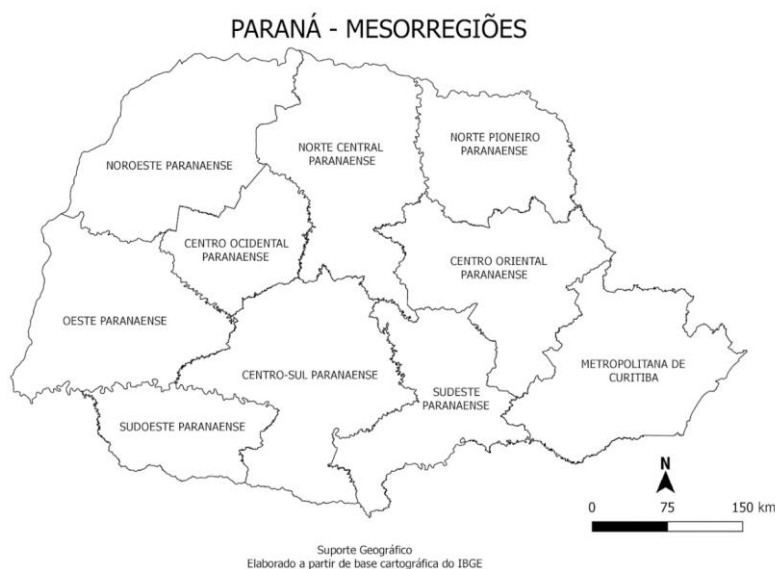 PARANÁ - MESORREGIÕES
NORTE PIONEIRO
PARANAENSE
NORTE CENTRAL
PARANAENSE
NOROESTE PARANAENSE
CENTRO OCIDENTAL
PARANAENSE
CENTRO ORIENTAL
PARANAENSE
OESTE PARANAENSE
CENTRO-SUL PARANAENSE
SUDESTE
PARANAENSE
METROPOLITANA DE
CURITIBA
SUDOESTE PARANAENSE
N
0 75 150 km
Suporte Geográfico
Elaborado a partir de base cartográfica do IBGE